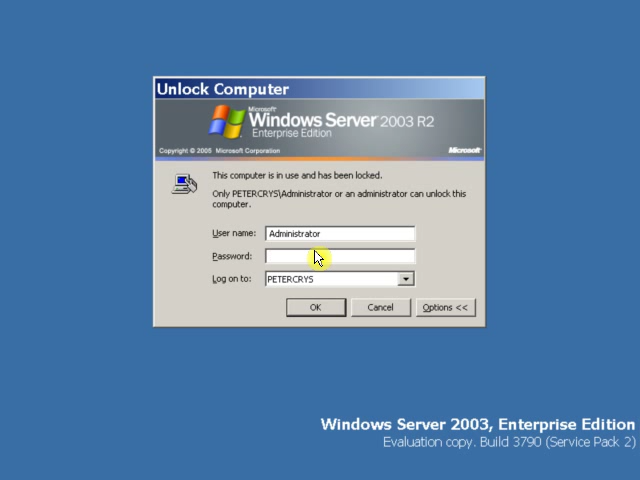 Unlock Computer
Microsoft
Windows Server 2003 R2
Enterprise Edition
Copyright © 2005 Microsoft Corporation
Microsoft
This computer is in use and has been locked.
Only PETERCRYS\Administrator or an administrator can unlock this
computer.
User name: Administrator
Password:
Log on to: PETERCRYS
OK Cancel Options <<
Windows Server 2003, Enterprise Edition
Evaluation copy. Build 3790 (Service Pack 2)